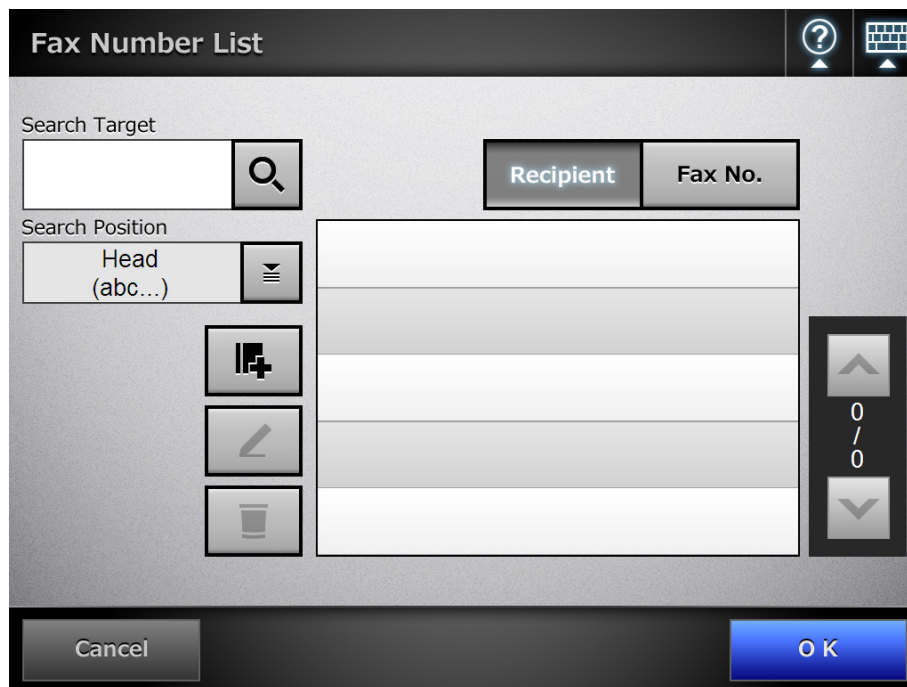 Fax Number List
?
Search Target
Recipient
Fax No.
Search Position
Head
(abc...)
0
/
0
Cancel
OK